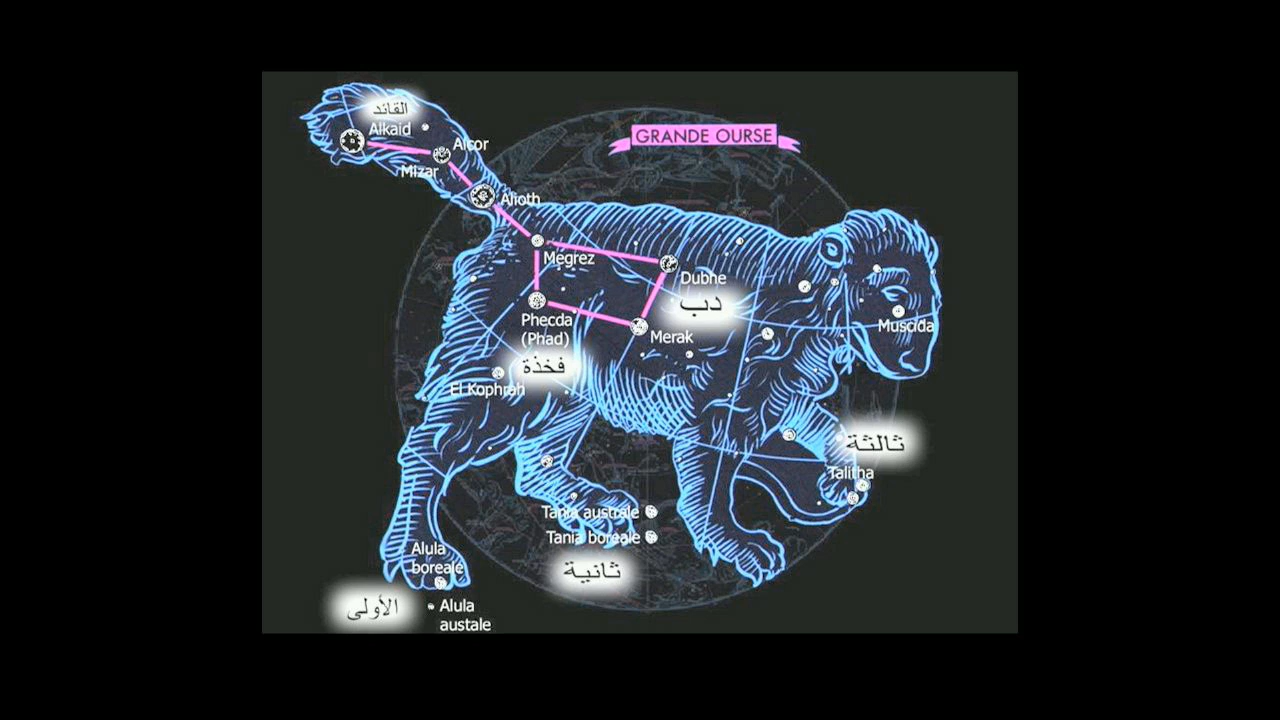 القائد
Alkaid
GRANDE OURSE
Alcor
Mizar
Alioth
Megrez
Dubhe
دب
Phecda
(Phad)
Merak
Muscida
فخذة
El Kophrah
ثالثة
Talitha
Tania australe
Tania boreale
ثانية
Alula
boreale
الأولى
Alula
australe